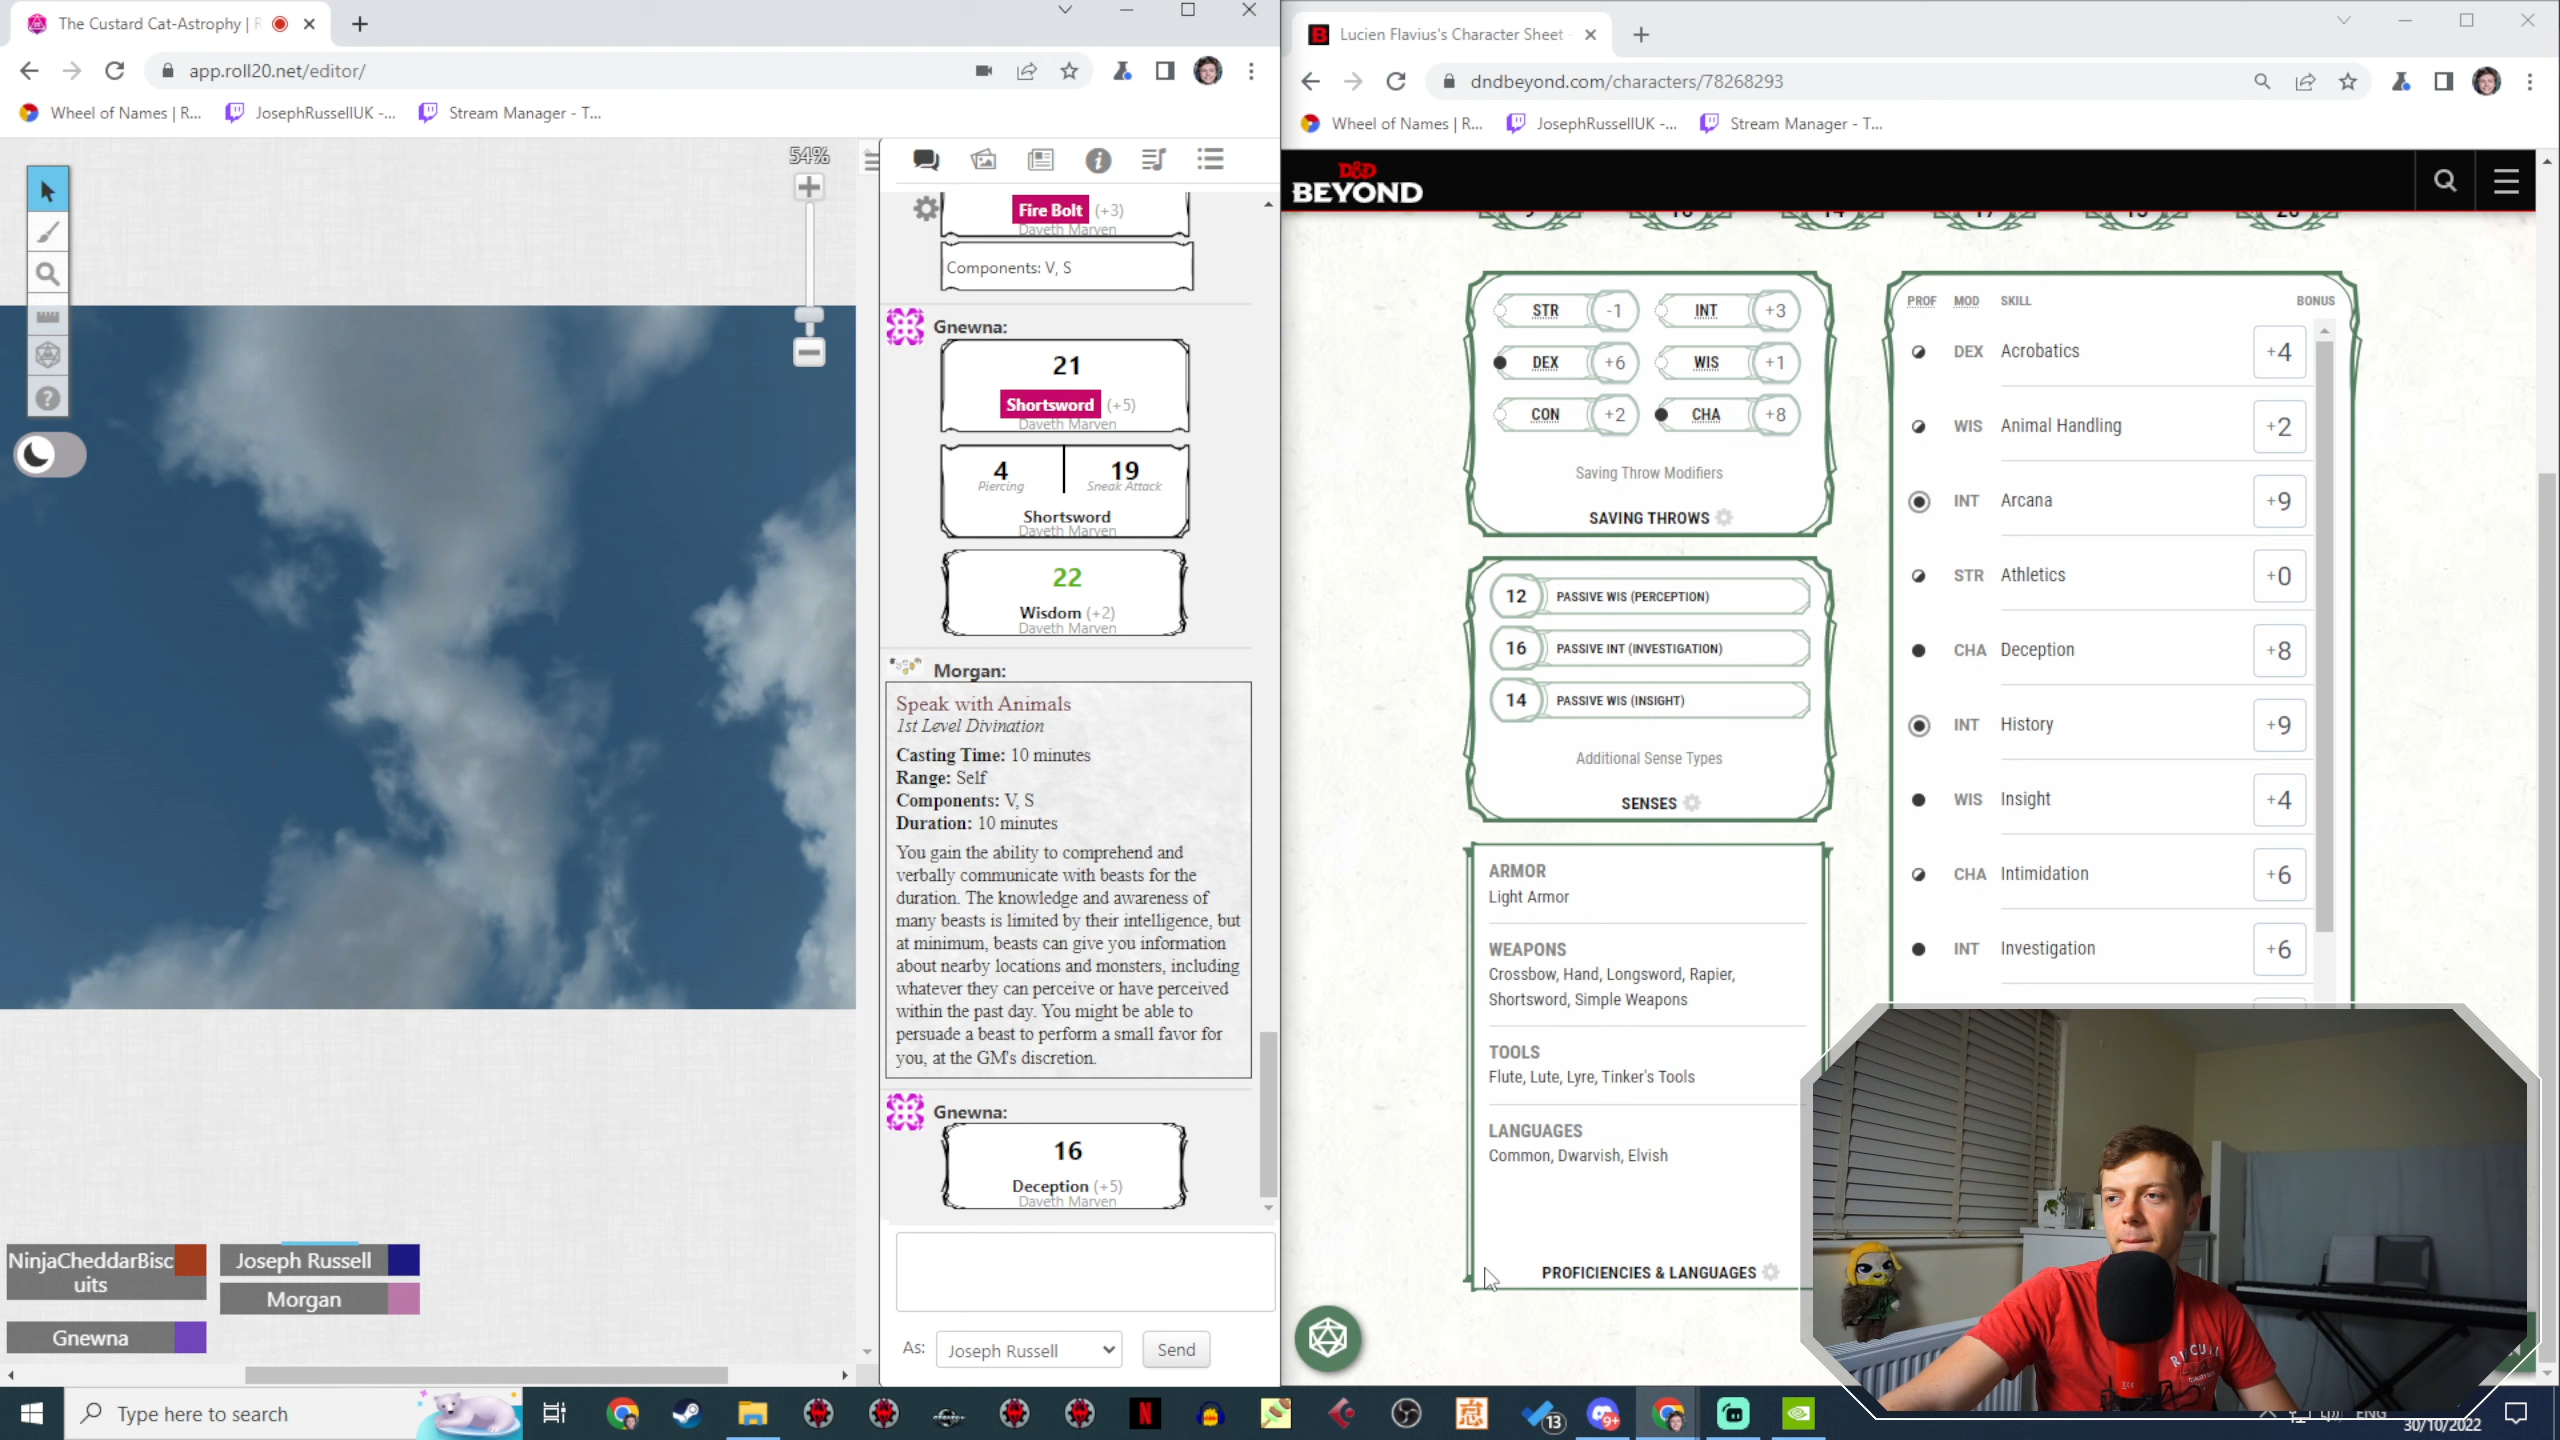 The Custard Cat-Astrophy | R
app.roll20.net/editor/
Wheel of Names | R...
JosephRussellUK -...
Stream Manager - T...
54%
Fire Bolt (+3)
Daveth Marven
Components: V, S
Gnewna:
21
Shortsword (+5)
Daveth Marven
4
Piercing
19
Sneak Attack
Shortsword
Daveth Marven
22
Wisdom (+2)
Daveth Marven
Morgan:
Speak with Animals
1st Level Divination
Casting Time: 10 minutes
Range: Self
Components: V, S
Duration: 10 minutes
You gain the ability to comprehend and
verbally communicate with beasts for the
duration. The knowledge and awareness of
many beasts is limited by their intelligence, but
at minimum, beasts can give you information
about nearby locations and monsters, including
whatever they can perceive or have perceived
within the past day. You might be able to
persuade a beast to perform a small favor for
you, at the GM's discretion.
Gnewna:
16
Deception (+5)
Daveth Marven
As: Joseph Russell
Send
NinjaCheddarBisc
uits
Joseph Russell
Morgan
Gnewna
Lucien Flavius's Character Sheet -
dndbeyond.com/characters/78268293
Wheel of Names | R...
JosephRussellUK -...
Stream Manager - T...
D&D
BEYOND
STR -1
INT +3
DEX +6
WIS +1
CON +2
CHA +8
Saving Throw Modifiers
SAVING THROWS
12 PASSIVE WIS (PERCEPTION)
16 PASSIVE INT (INVESTIGATION)
14 PASSIVE WIS (INSIGHT)
Additional Sense Types
SENSES
ARMOR
Light Armor
WEAPONS
Crossbow, Hand, Longsword, Rapier,
Shortsword, Simple Weapons
TOOLS
Flute, Lute, Lyre, Tinker's Tools
LANGUAGES
Common, Dwarvish, Elvish
PROFICIENCIES & LANGUAGES
PROF MOD SKILL BONUS
DEX Acrobatics +4
WIS Animal Handling +2
INT Arcana +9
STR Athletics +0
CHA Deception +8
INT History +9
WIS Insight +4
CHA Intimidation +6
INT Investigation +6
Type here to search
13
9+
ENG
30/10/2022